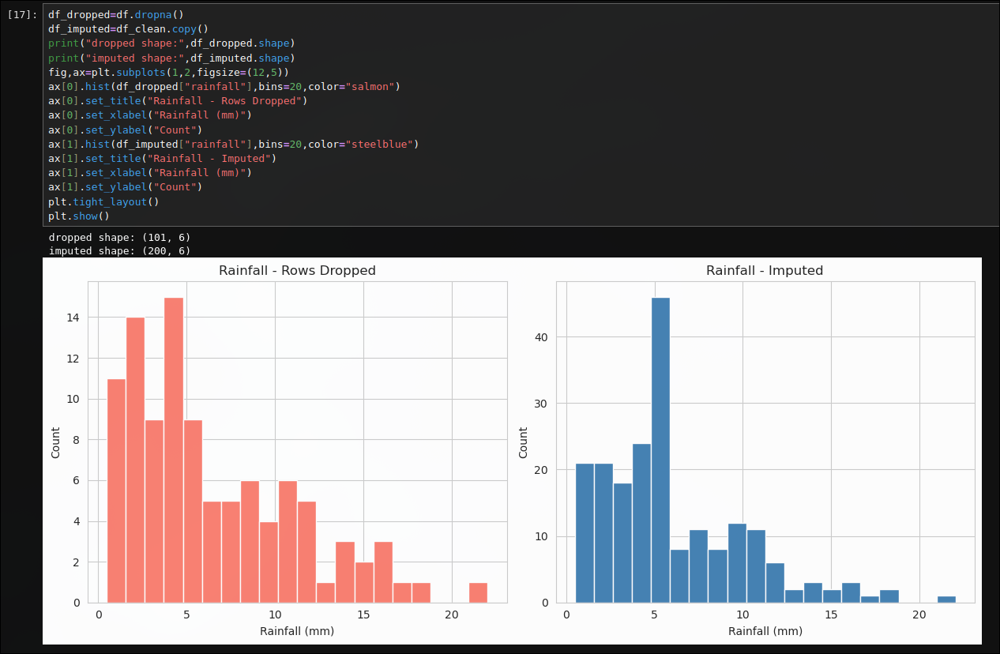 [17]:
df_dropped=df.dropna()
df_imputed=df_clean.copy()
print("dropped shape:",df_dropped.shape)
print("imputed shape:",df_imputed.shape)
fig,ax=plt.subplots(1,2,figsize=(12,5))
ax[0].hist(df_dropped["rainfall"],bins=20,color="salmon")
ax[0].set_title("Rainfall - Rows Dropped")
ax[0].set_xlabel("Rainfall (mm)")
ax[0].set_ylabel("Count")
ax[1].hist(df_imputed["rainfall"],bins=20,color="steelblue")
ax[1].set_title("Rainfall - Imputed")
ax[1].set_xlabel("Rainfall (mm)")
ax[1].set_ylabel("Count")
plt.tight_layout()
plt.show()
dropped shape: (101, 6)
imputed shape: (200, 6)
Rainfall - Rows Dropped
14
12
10
8
6
4
2
0
Count
0 5 10 15 20
Rainfall (mm)
Rainfall - Imputed
40
30
20
10
0
Count
0 5 10 15 20
Rainfall (mm)